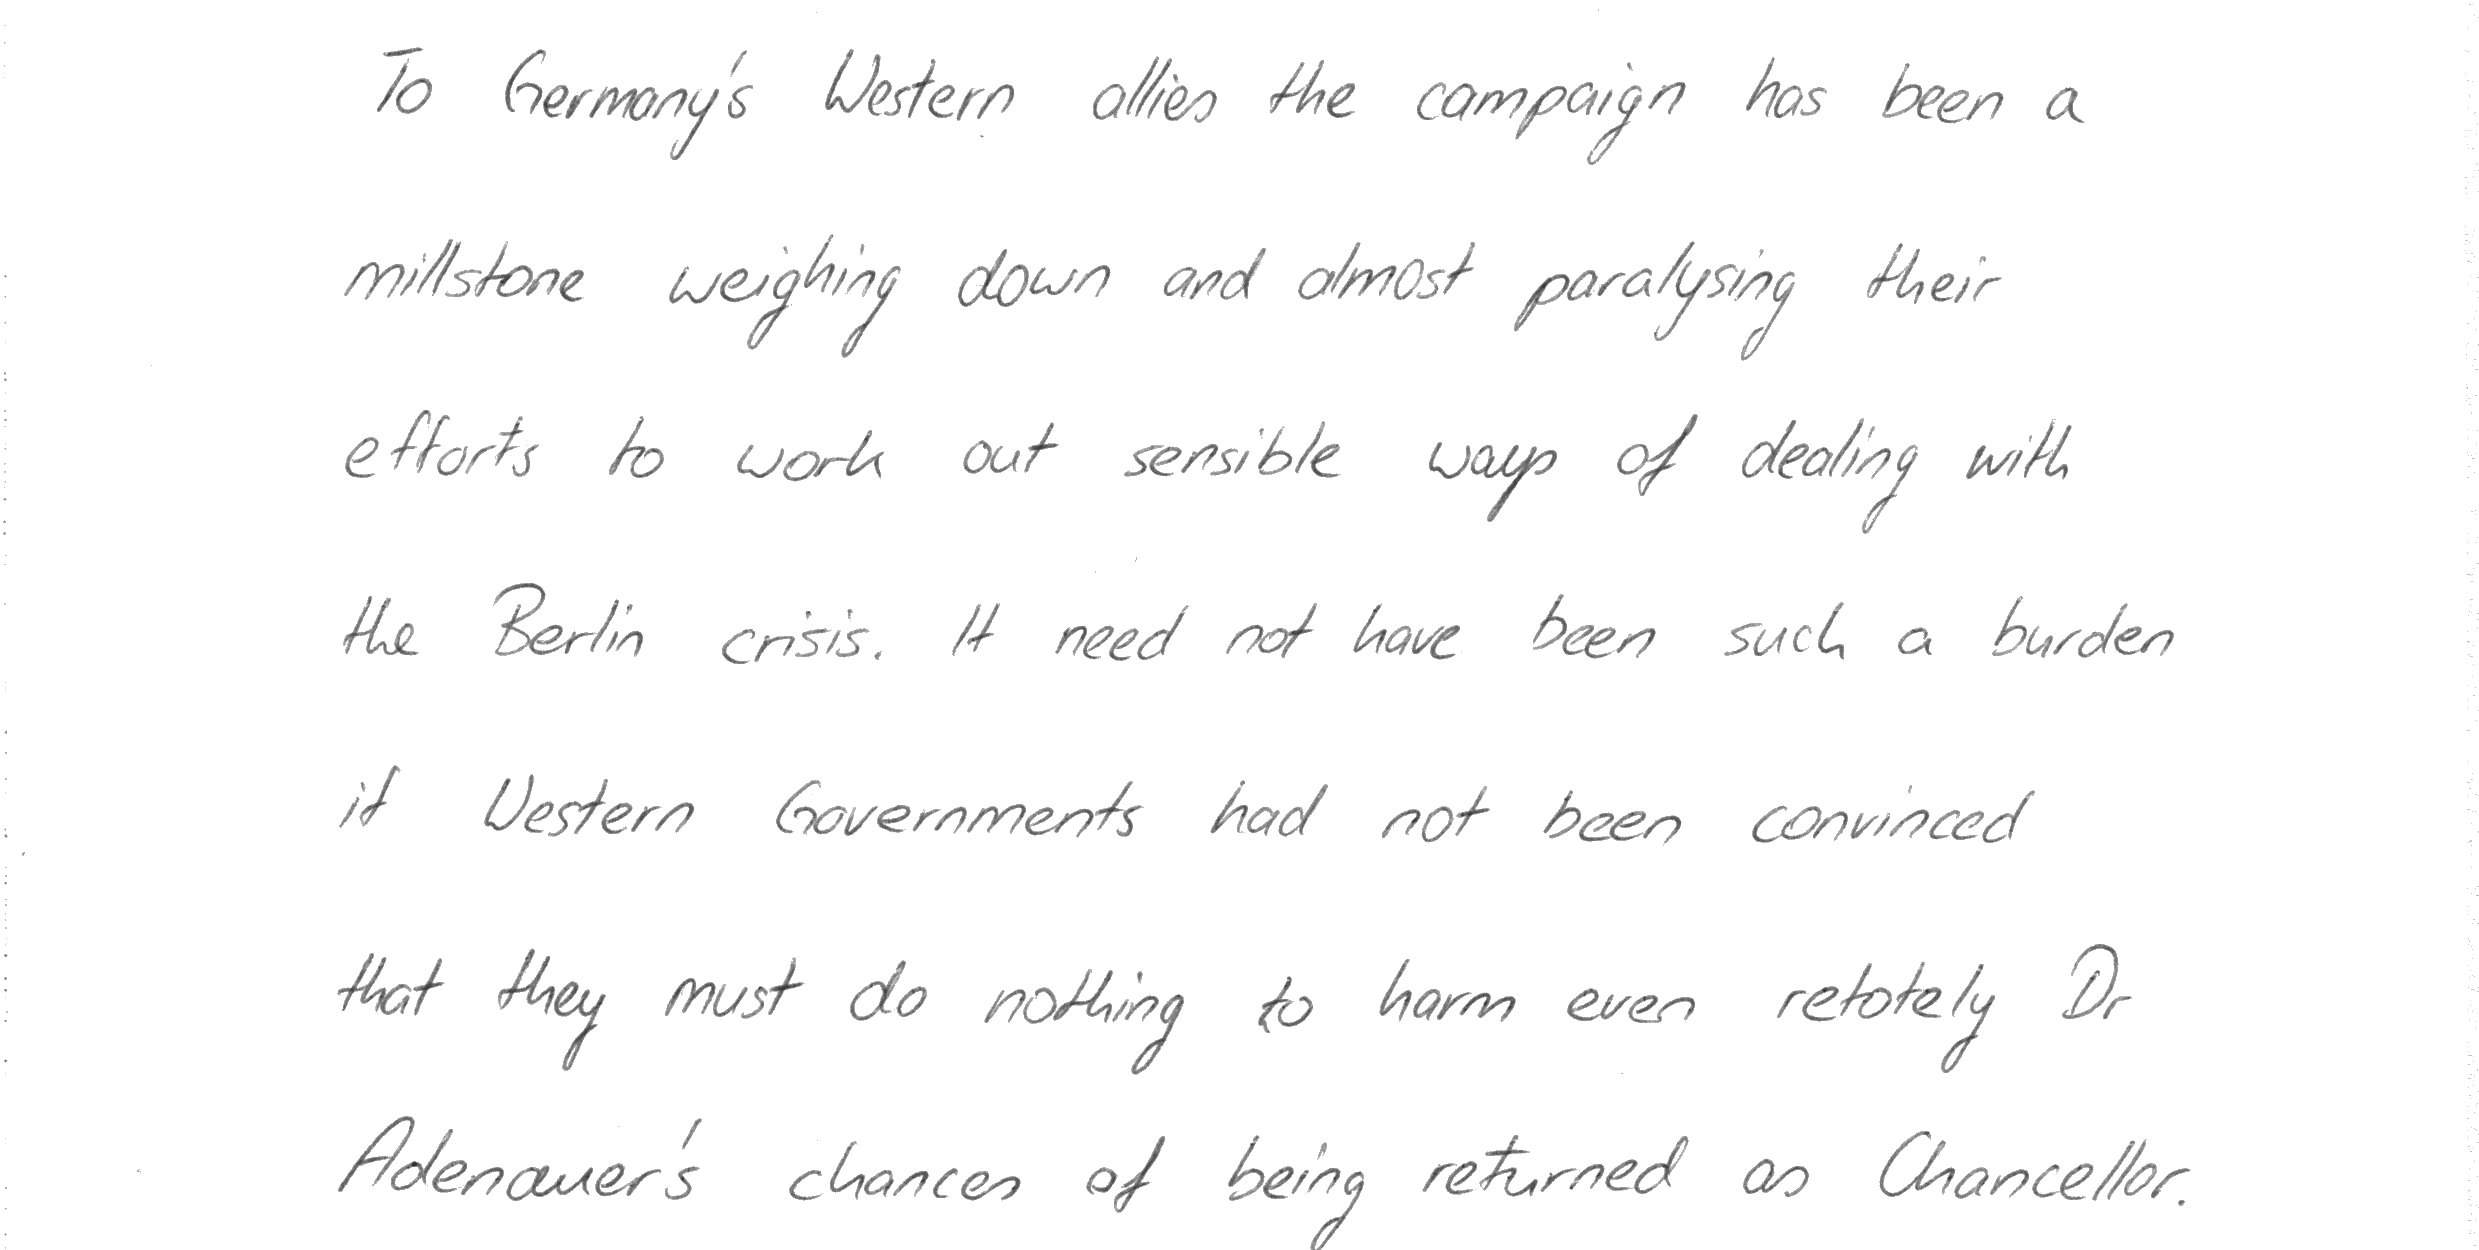 To Germany's Western allies the campaign has been a
millstone weighing down and almost paralysing their
efforts to work out sensible ways of dealing with
the Berlin crisis. It need not have been such a burden
if Western Governments had not been convinced
that they must do nothing to harm even retotely Dr
Adenauer's chances of being returned as Chancellor.